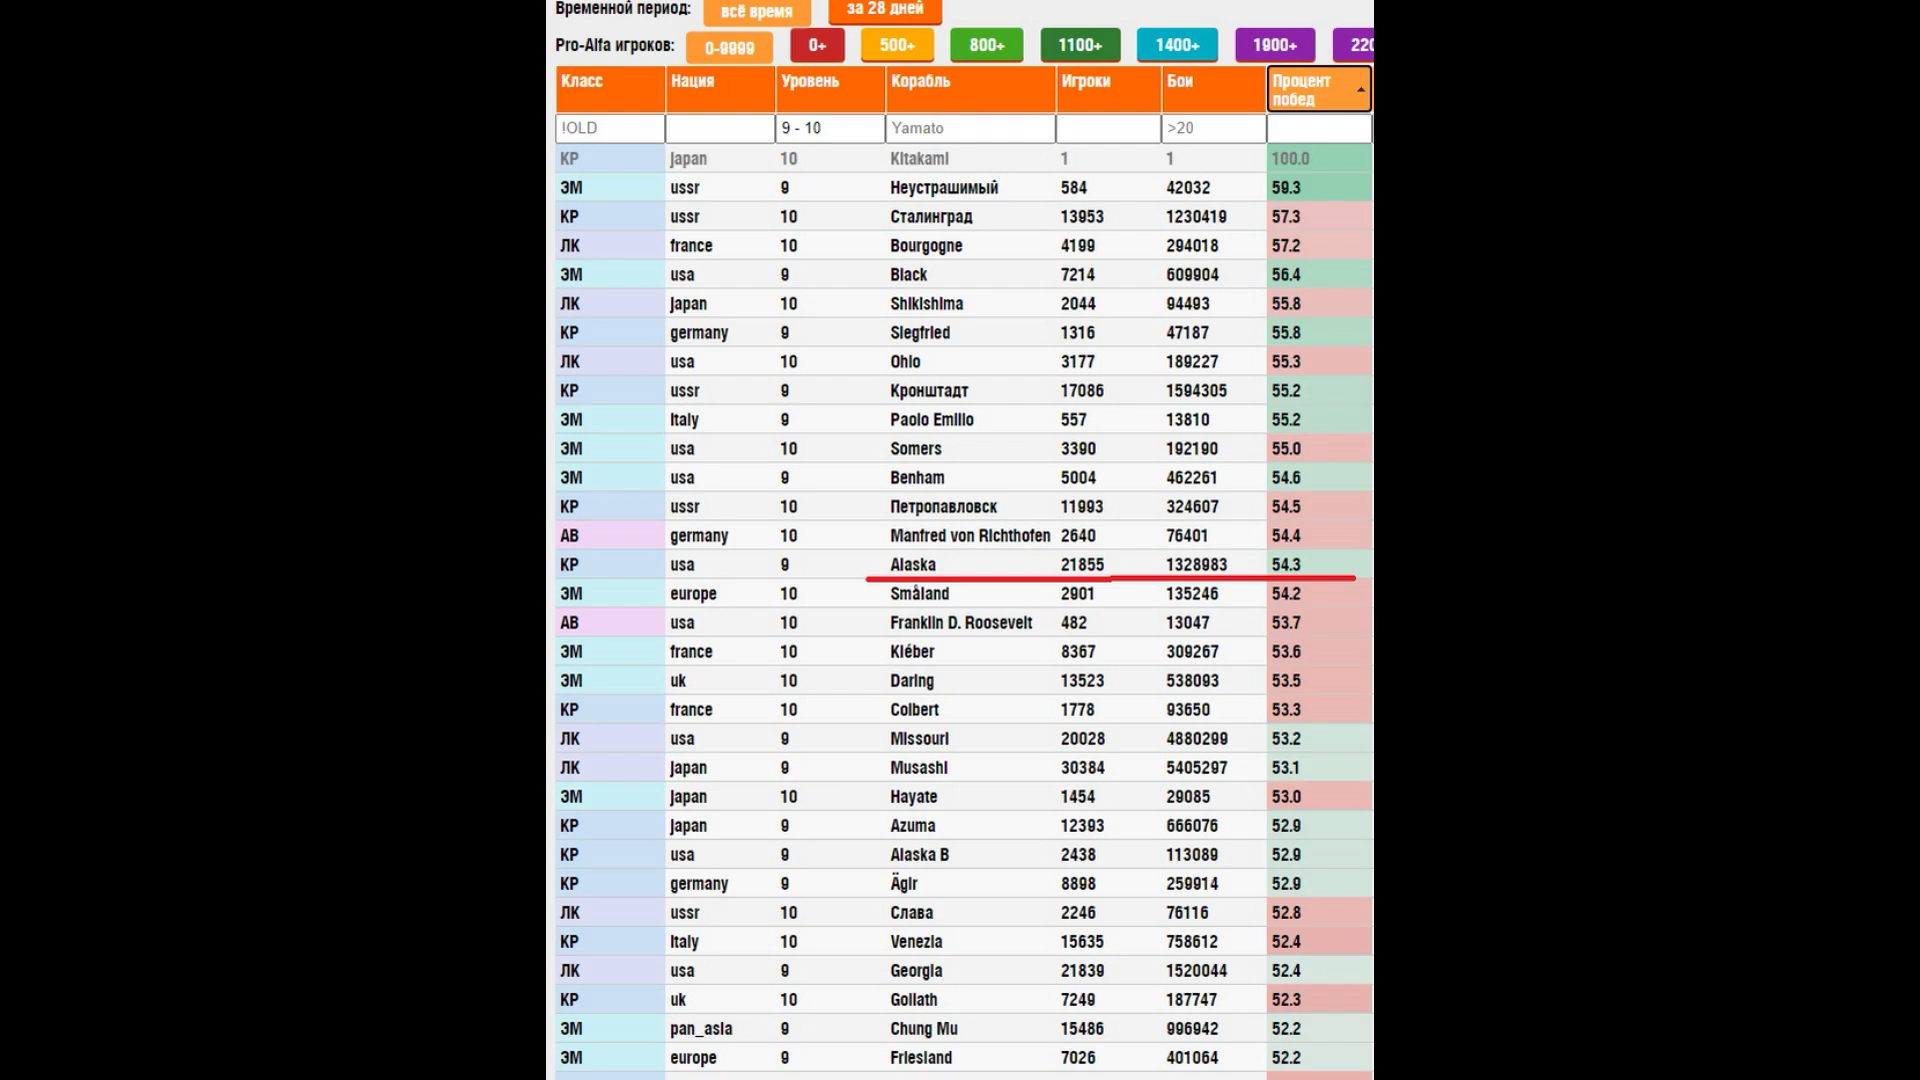 Временной период: всё время за 28 дней
Pro-Alfa игроков: 0-9999 0+ 500+ 800+ 1100+ 1400+ 1900+ 220
Класс Нация Уровень Корабль Игроки Бои Процент побед
!OLD 9 - 10 Yamato >20
КР japan 10 Kitakami 1 1 100.0
ЭМ ussr 9 Неустрашимый 584 42032 59.3
КР ussr 10 Сталинград 13953 1230419 57.3
ЛК france 10 Bourgogne 4199 294018 57.2
ЭМ usa 9 Black 7214 609904 56.4
ЛК japan 10 Shikishima 2044 94493 55.8
КР germany 9 Siegfried 1316 47187 55.8
ЛК usa 10 Ohio 3177 189227 55.3
КР ussr 9 Кронштадт 17086 1594305 55.2
ЭМ italy 9 Paolo Emilio 557 13810 55.2
ЭМ usa 10 Somers 3390 192190 55.0
ЭМ usa 9 Benham 5004 462261 54.6
КР ussr 10 Петропавловск 11993 324607 54.5
АВ germany 10 Manfred von Richthofen 2640 76401 54.4
КР usa 9 Alaska 21855 1328983 54.3
ЭМ europe 10 Småland 2901 135246 54.2
АВ usa 10 Franklin D. Roosevelt 482 13047 53.7
ЭМ france 10 Kléber 8367 309267 53.6
ЭМ uk 10 Daring 13523 538093 53.5
КР france 10 Colbert 1778 93650 53.3
ЛК usa 9 Missouri 20028 4880299 53.2
ЛК japan 9 Musashi 30384 5405297 53.1
ЭМ japan 10 Hayate 1454 29085 53.0
КР japan 9 Azuma 12393 666076 52.9
КР usa 9 Alaska B 2438 113089 52.9
КР germany 9 Ägir 8898 259914 52.9
ЛК ussr 10 Слава 2246 76116 52.8
КР italy 10 Venezia 15635 758612 52.4
ЛК usa 9 Georgia 21839 1520044 52.4
КР uk 10 Goliath 7249 187747 52.3
ЭМ pan_asia 9 Chung Mu 15486 996942 52.2
ЭМ europe 9 Friesland 7026 401064 52.2